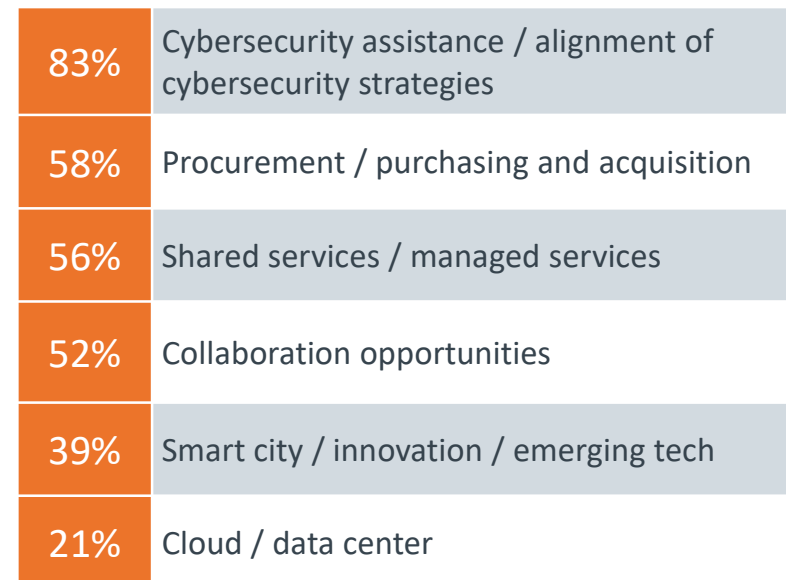 83%
Cybersecurity assistance / alignment of
cybersecurity strategies
58%
Procurement / purchasing and acquisition
56%
Shared services / managed services
52%
Collaboration opportunities
39%
Smart city / innovation / emerging tech
21%
Cloud / data center